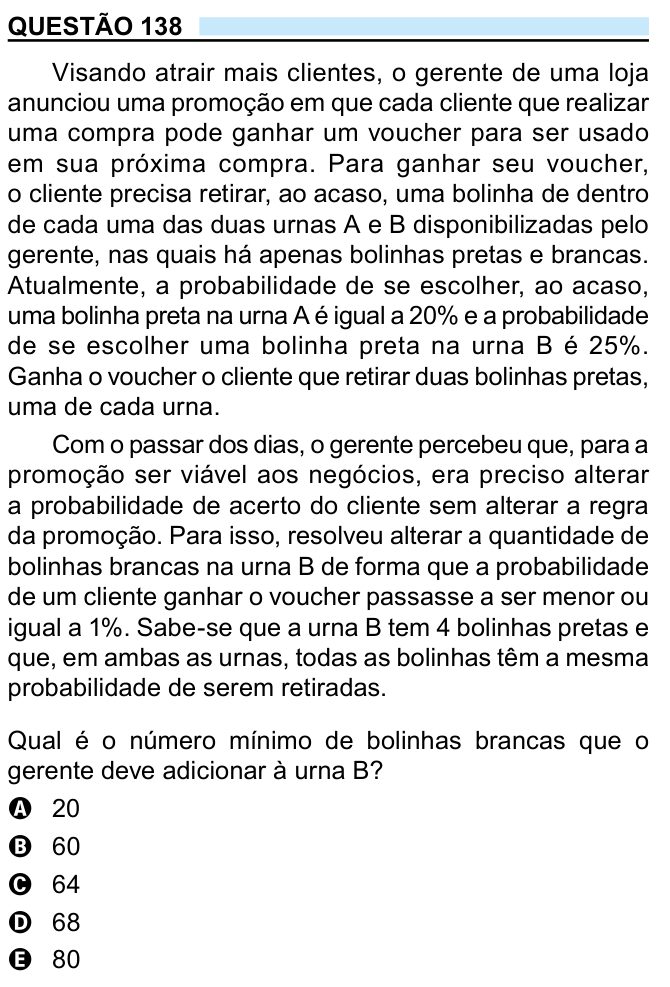 QUESTÃO 138
Visando atrair mais clientes, o gerente de uma loja
anunciou uma promoção em que cada cliente que realizar
uma compra pode ganhar um voucher para ser usado
em sua próxima compra. Para ganhar seu voucher,
o cliente precisa retirar, ao acaso, uma bolinha de dentro
de cada uma das duas urnas A e B disponibilizadas pelo
gerente, nas quais há apenas bolinhas pretas e brancas.
Atualmente, a probabilidade de se escolher, ao acaso,
uma bolinha preta na urna A é igual a 20% e a probabilidade
de se escolher uma bolinha preta na urna B é 25%.
Ganha o voucher o cliente que retirar duas bolinhas pretas,
uma de cada urna.
Com o passar dos dias, o gerente percebeu que, para a
promoção ser viável aos negócios, era preciso alterar
a probabilidade de acerto do cliente sem alterar a regra
da promoção. Para isso, resolveu alterar a quantidade de
bolinhas brancas na urna B de forma que a probabilidade
de um cliente ganhar o voucher passasse a ser menor ou
igual a 1%. Sabe-se que a urna B tem 4 bolinhas pretas e
que, em ambas as urnas, todas as bolinhas têm a mesma
probabilidade de serem retiradas.
Qual é o número mínimo de bolinhas brancas que o
gerente deve adicionar à urna B?
A 20
B 60
C 64
D 68
E 80